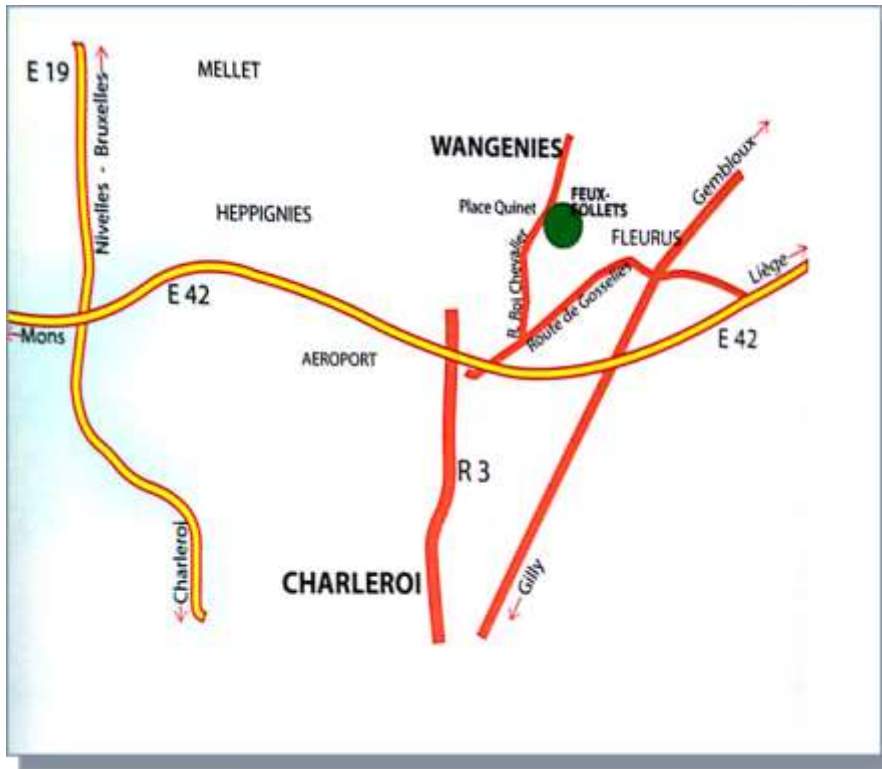 E 19
Nivelles - Bruxelles
MELLET
WANGENIES
Gembloux
Place Quinet
FEUX-
FOLLETS
HEPPIGNIES
FLEURUS
R. Roi Chevalier
Route de Gosselies
Liège
E 42
Mons
AEROPORT
E 42
R 3
Charleroi
CHARLEROI
Gilly